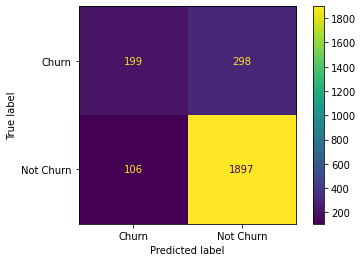 Churn
199
298
Not Churn
106
1897
Churn
Not Churn
Predicted label
True label
1800
1600
1400
1200
1000
800
600
400
200